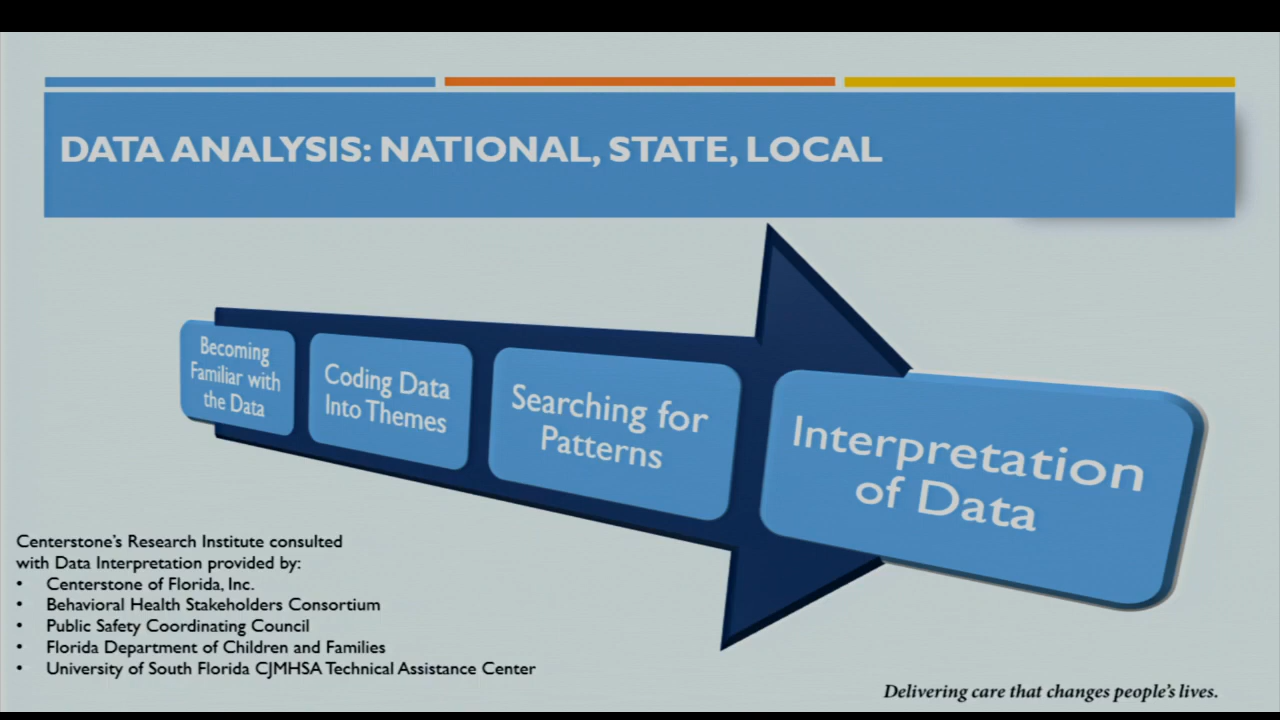 DATA ANALYSIS: NATIONAL, STATE, LOCAL
Becoming
Familiar with
the Data
Coding Data
Into Themes
Searching for
Patterns
Interpretation
of Data
Centerstone's Research Institute consulted
with Data Interpretation provided by:
• Centerstone of Florida, Inc.
• Behavioral Health Stakeholders Consortium
• Public Safety Coordinating Council
• Florida Department of Children and Families
• University of South Florida CJMHSA Technical Assistance Center
Delivering care that changes people's lives.